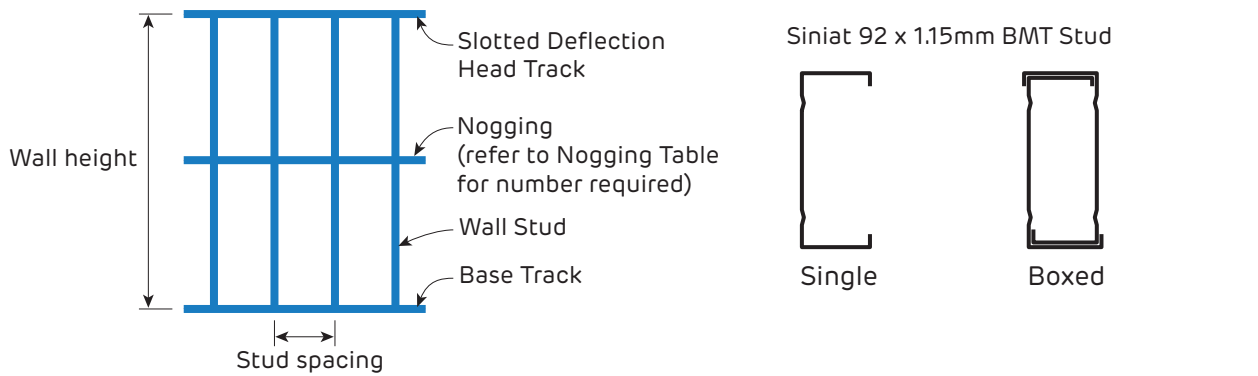 Slotted Deflection
Head Track
Wall height
Nogging
(refer to Nogging Table
for number required)
Wall Stud
Base Track
Stud spacing
Siniat 92 x 1.15mm BMT Stud
Single
Boxed